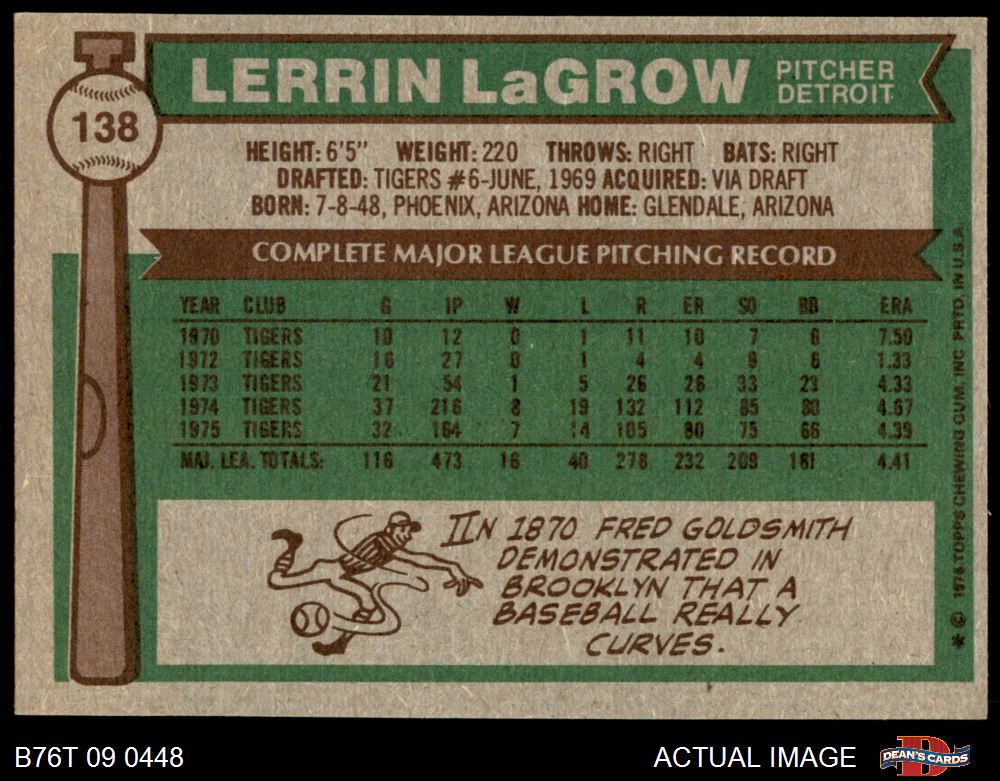 138
LERRIN LaGROW PITCHER DETROIT
HEIGHT: 6'5" WEIGHT: 220 THROWS: RIGHT BATS: RIGHT
DRAFTED: TIGERS #6-JUNE, 1969 ACQUIRED: VIA DRAFT
BORN: 7-8-48, PHOENIX, ARIZONA HOME: GLENDALE, ARIZONA
COMPLETE MAJOR LEAGUE PITCHING RECORD
YEAR CLUB G IP W L R ER SO BB ERA
1970 TIGERS 10 12 0 1 11 10 7 6 7.50
1972 TIGERS 16 27 0 1 4 4 9 6 1.33
1973 TIGERS 21 54 1 5 26 26 33 23 4.33
1974 TIGERS 37 216 8 19 132 112 85 80 4.67
1975 TIGERS 32 164 7 14 105 80 75 66 4.39
MAJ. LEA. TOTALS: 116 473 16 40 278 232 209 181 4.41
IN 1870 FRED GOLDSMITH
DEMONSTRATED IN
BROOKLYN THAT A
BASEBALL REALLY
CURVES.
* © 1976 TOPPS CHEWING GUM, INC. PRTD. IN U.S.A.
B76T 09 0448
ACTUAL IMAGE
DEAN'S CARDS